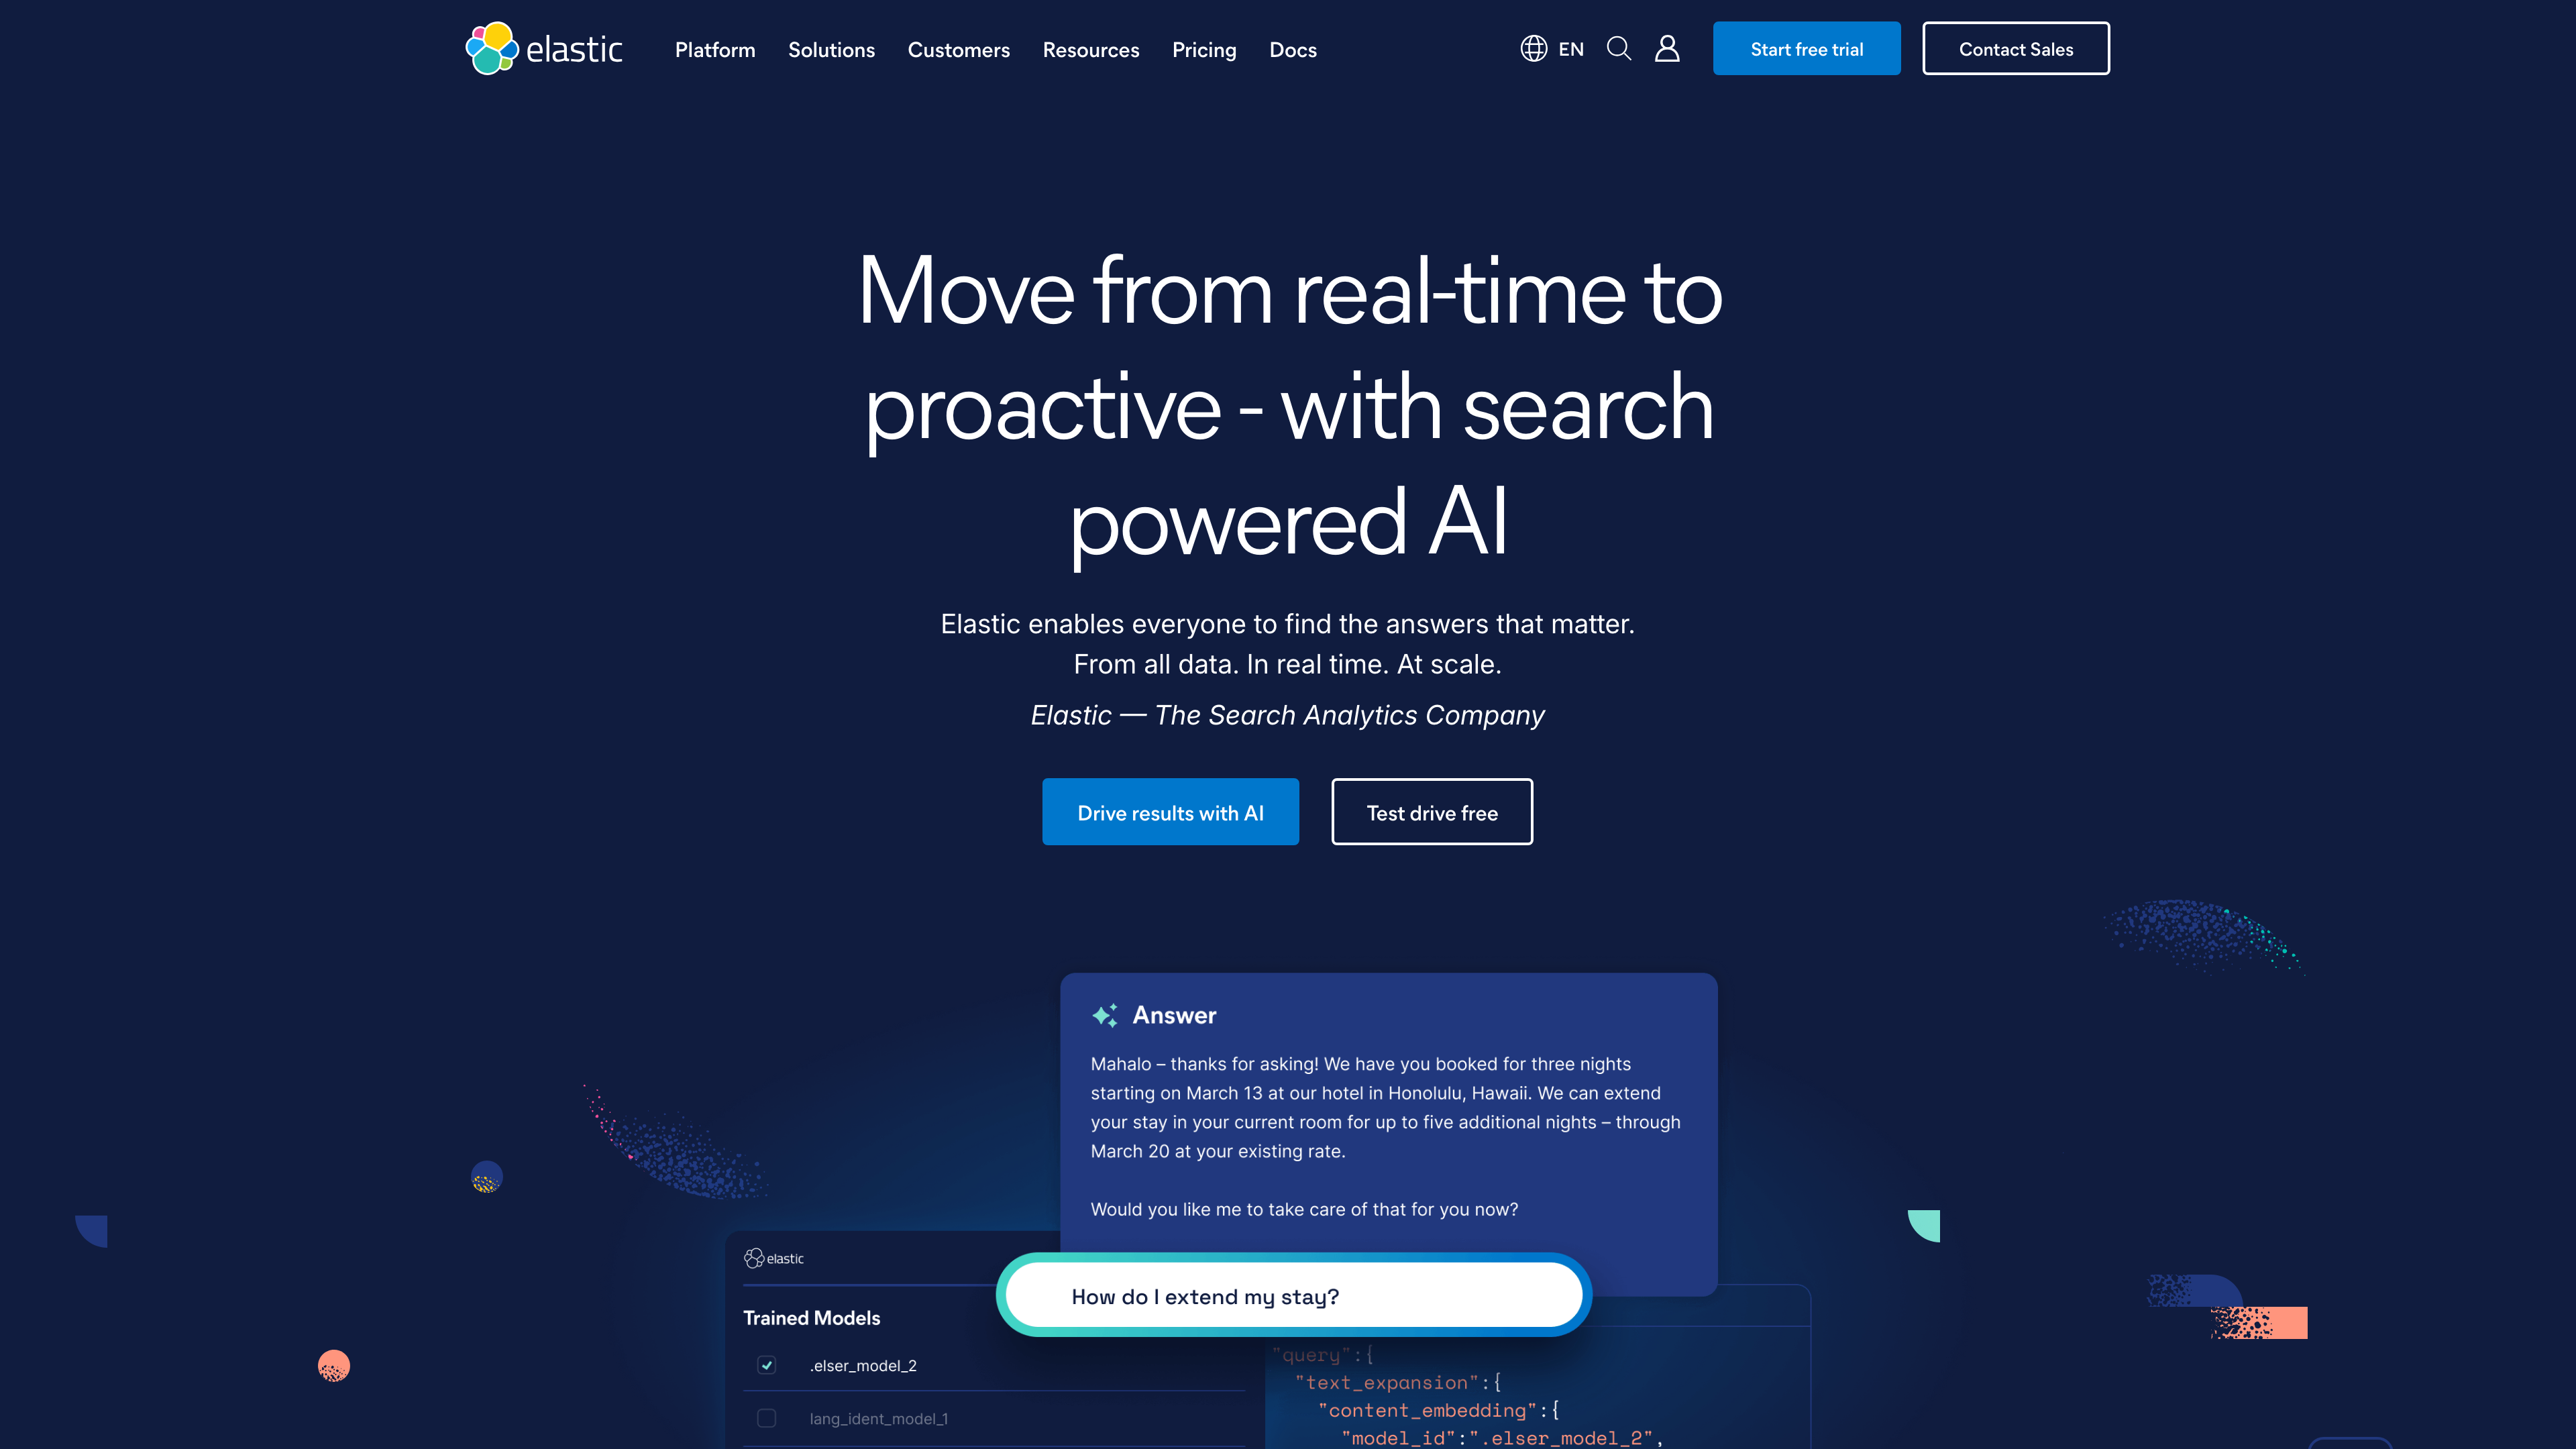 elastic
Platform
Solutions
Customers
Resources
Pricing
Docs
EN
Start free trial
Contact Sales
Move from real-time to
proactive - with search
powered AI
Elastic enables everyone to find the answers that matter.
From all data. In real time. At scale.
Elastic — The Search Analytics Company
Drive results with AI
Test drive free
Answer
Mahalo – thanks for asking! We have you booked for three nights
starting on March 13 at our hotel in Honolulu, Hawaii. We can extend
your stay in your current room for up to five additional nights – through
March 20 at your existing rate.
Would you like me to take care of that for you now?
How do I extend my stay?
elastic
Trained Models
.elser_model_2
lang_ident_model_1
"query":{
"text_expansion":{
"content_embedding":{
"model_id":".elser_model_2",